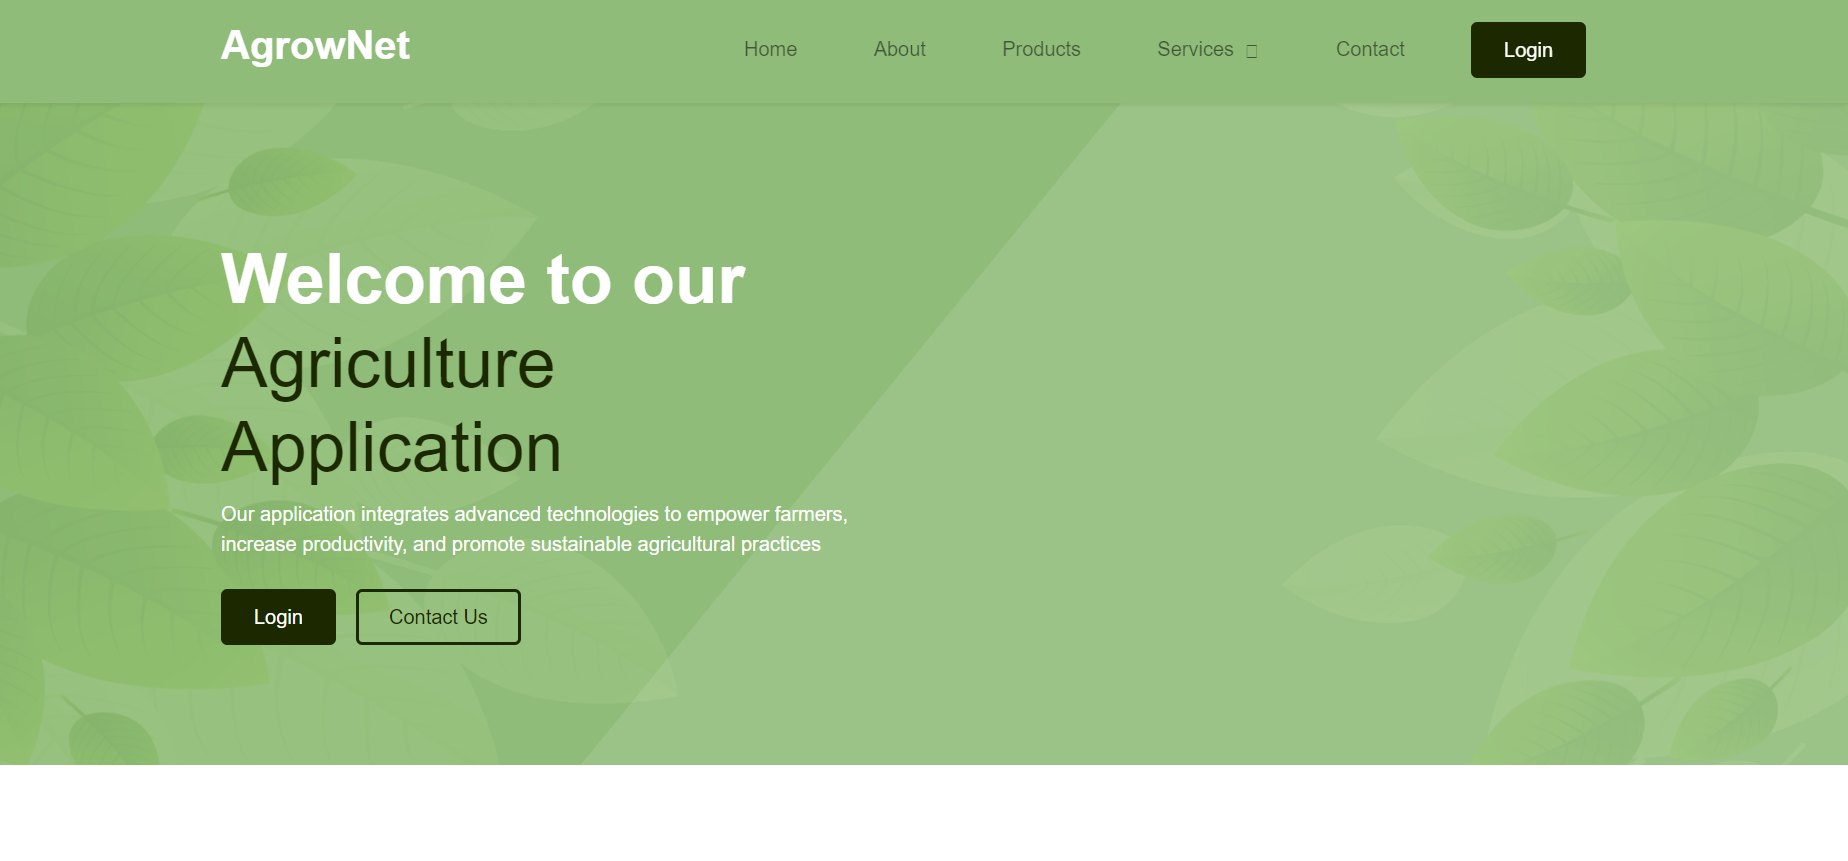 AgrowNet
Home About Products Services Contact Login
Welcome to our
Agriculture
Application
Our application integrates advanced technologies to empower farmers,
increase productivity, and promote sustainable agricultural practices
Login Contact Us